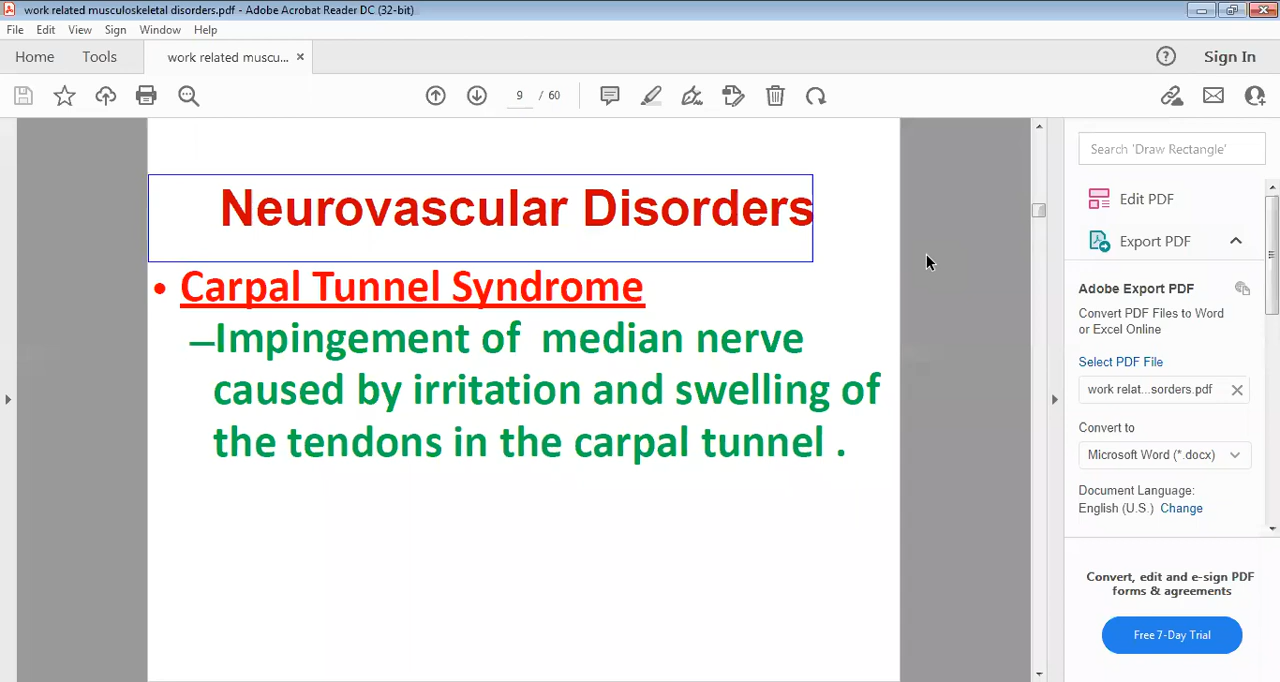 work related musculoskeletal disorders.pdf - Adobe Acrobat Reader DC (32-bit)
File Edit View Sign Window Help
Home Tools work related muscu... × Sign In
9 / 60
Search 'Draw Rectangle'
Edit PDF
Export PDF
Adobe Export PDF
Convert PDF Files to Word
or Excel Online
Select PDF File
work relat...sorders.pdf
Convert to
Microsoft Word (*.docx)
Document Language:
English (U.S.) Change
Convert, edit and e-sign PDF
forms & agreements
Free 7-Day Trial
Neurovascular Disorders
• Carpal Tunnel Syndrome
–Impingement of  median nerve
caused by irritation and swelling of
the tendons in the carpal tunnel .